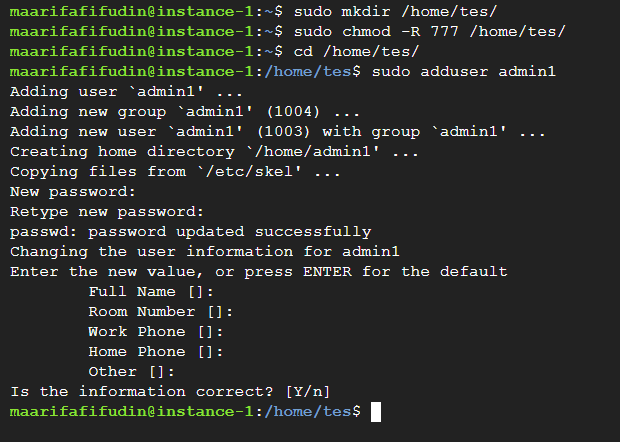 maarifafifudin@instance-1:~$ sudo mkdir /home/tes/
maarifafifudin@instance-1:~$ sudo chmod -R 777 /home/tes/
maarifafifudin@instance-1:~$ cd /home/tes/
maarifafifudin@instance-1:/home/tes$ sudo adduser admin1
Adding user `admin1' ...
Adding new group `admin1' (1004) ...
Adding new user `admin1' (1003) with group `admin1' ...
Creating home directory `/home/admin1' ...
Copying files from `/etc/skel' ...
New password:
Retype new password:
passwd: password updated successfully
Changing the user information for admin1
Enter the new value, or press ENTER for the default
        Full Name []:
        Room Number []:
        Work Phone []:
        Home Phone []:
        Other []:
Is the information correct? [Y/n]
maarifafifudin@instance-1:/home/tes$